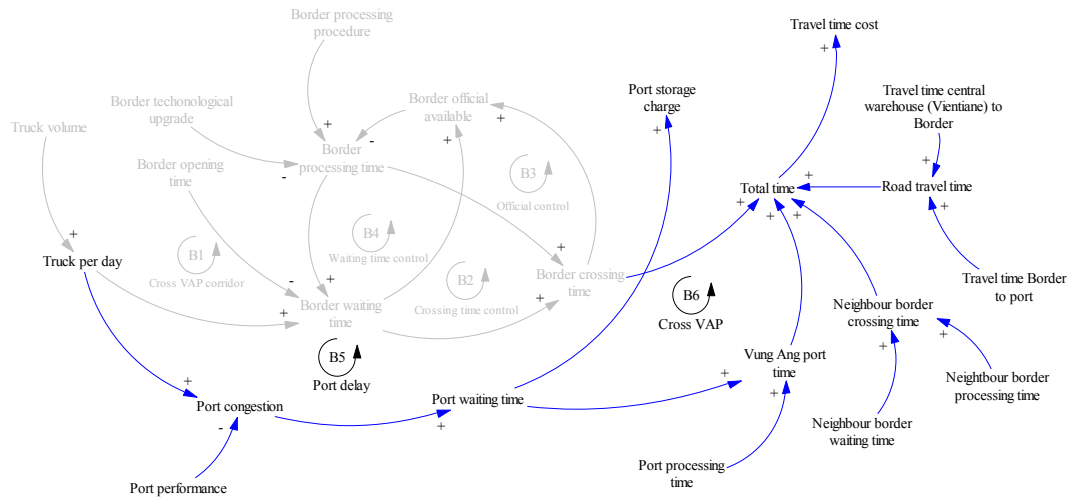 Border processing
procedure
Travel time cost
Border techonological
upgrade
Border official
available
Port storage
charge
Travel time central
warehouse (Vientiane) to
Border
Truck volume
+
+
+
+
+
-
+
+
Border
processing time
Border opening
time
-
B3
Official control
Total time
+
Road travel time
+
+
+
+
+
B1
Cross VAP corridor
B4
Waiting time control
+
Truck per day
-
+
B2
Crossing time control
+
Border crossing
time
B6
Cross VAP
Travel time Border
to port
Neighbour border
crossing time
+
Border waiting
time
+
+
B5
Port delay
Vung Ang port
time
+
+
+
Neightbour border
processing time
Port congestion
-
Port waiting time
+
Neighbour border
waiting time
Port processing
time
Port performance